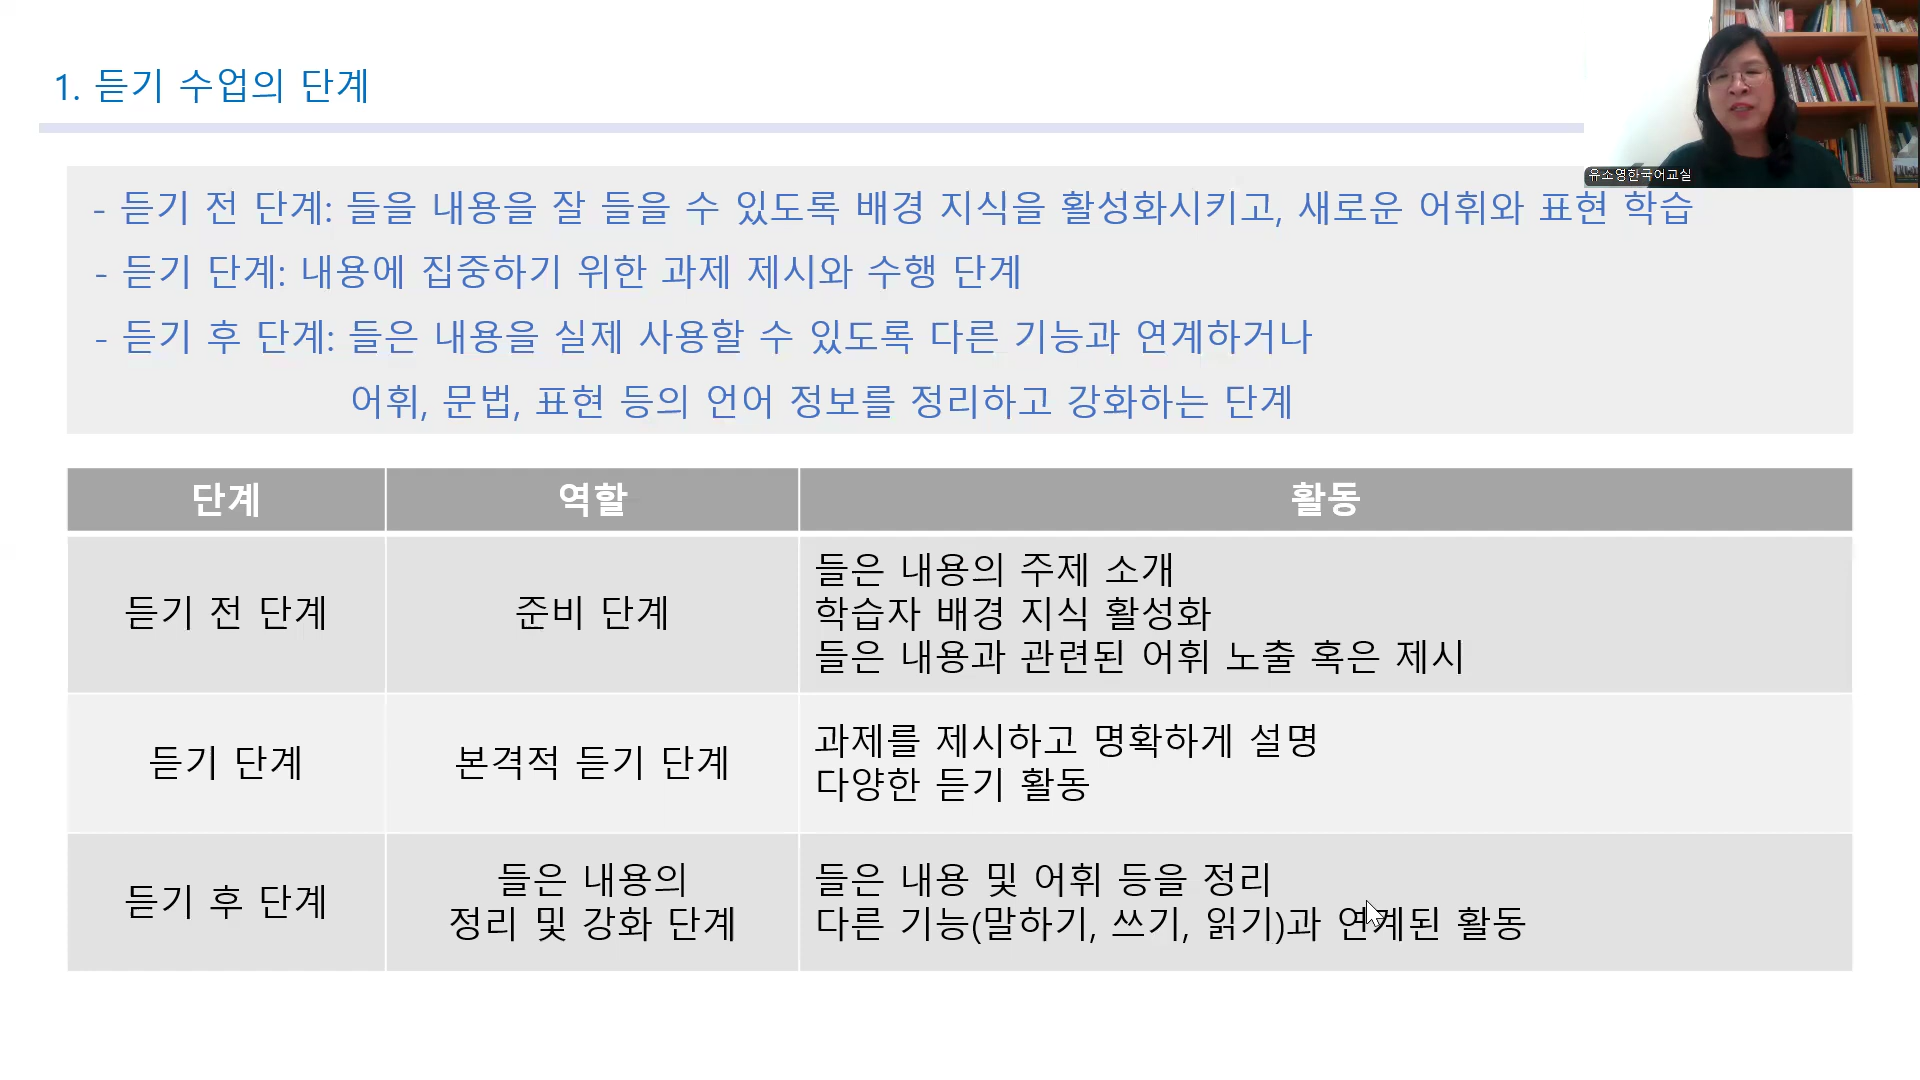 1. 듣기 수업의 단계
유소영한국어교실
- 듣기 전 단계: 들을 내용을 잘 들을 수 있도록 배경 지식을 활성화시키고, 새로운 어휘와 표현 학습
- 듣기 단계: 내용에 집중하기 위한 과제 제시와 수행 단계
- 듣기 후 단계: 들은 내용을 실제 사용할 수 있도록 다른 기능과 연계하거나
어휘, 문법, 표현 등의 언어 정보를 정리하고 강화하는 단계
단계 역할 활동
듣기 전 단계
준비 단계
들은 내용의 주제 소개
학습자 배경 지식 활성화
들은 내용과 관련된 어휘 노출 혹은 제시
듣기 단계
본격적 듣기 단계
과제를 제시하고 명확하게 설명
다양한 듣기 활동
듣기 후 단계
들은 내용의
정리 및 강화 단계
들은 내용 및 어휘 등을 정리
다른 기능(말하기, 쓰기, 읽기)과 연계된 활동